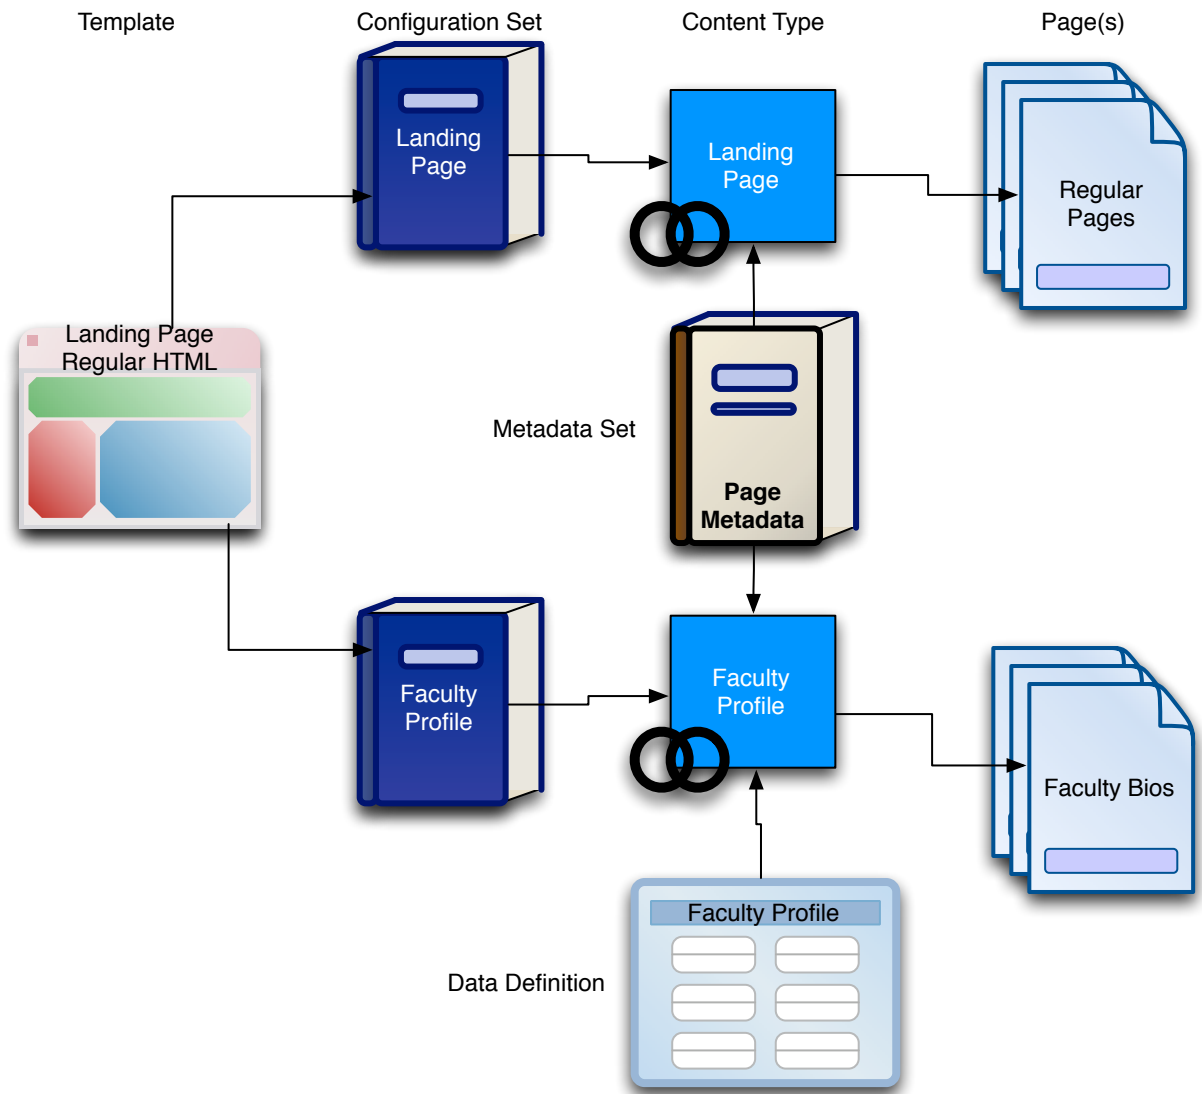 Template
Configuration Set
Content Type
Page(s)
Landing
Page
Landing
Page
Regular
Pages
Landing Page
Regular HTML
Metadata Set
Page
Metadata
Faculty
Profile
Faculty
Profile
Faculty Bios
Faculty Profile
Data Definition